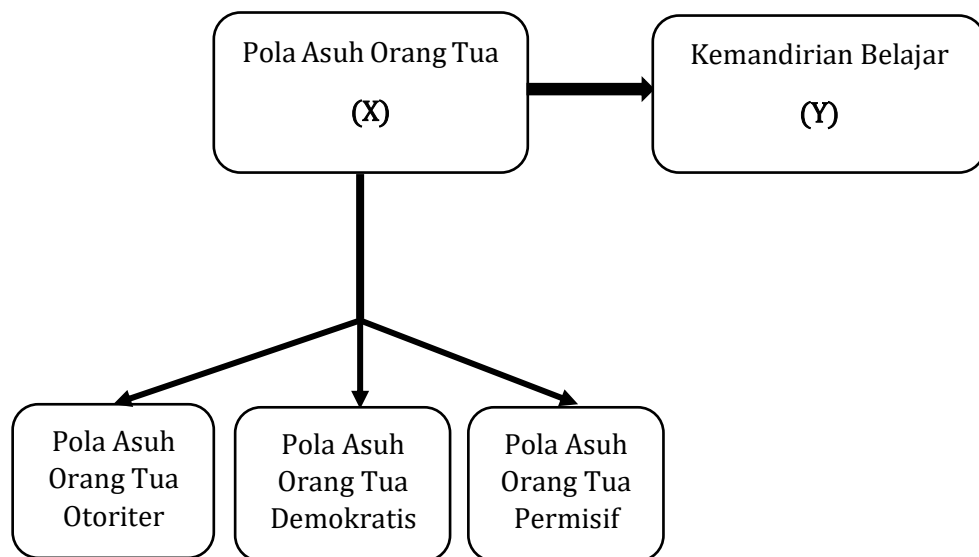 Pola Asuh Orang Tua
(X)
Kemandirian Belajar
(Y)
Pola Asuh
Orang Tua
Otoriter
Pola Asuh
Orang Tua
Demokratis
Pola Asuh
Orang Tua
Permisif